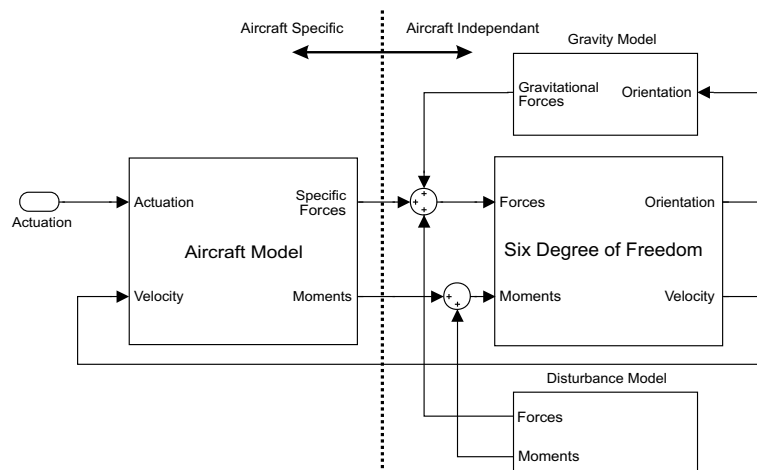 Aircraft Specific
Aircraft Independant
Gravity Model
Gravitational
Forces
Orientation
Actuation
Actuation
Specific
Forces
Aircraft Model
Velocity
Moments
Forces
Orientation
Six Degree of Freedom
Moments
Velocity
Disturbance Model
Forces
Moments